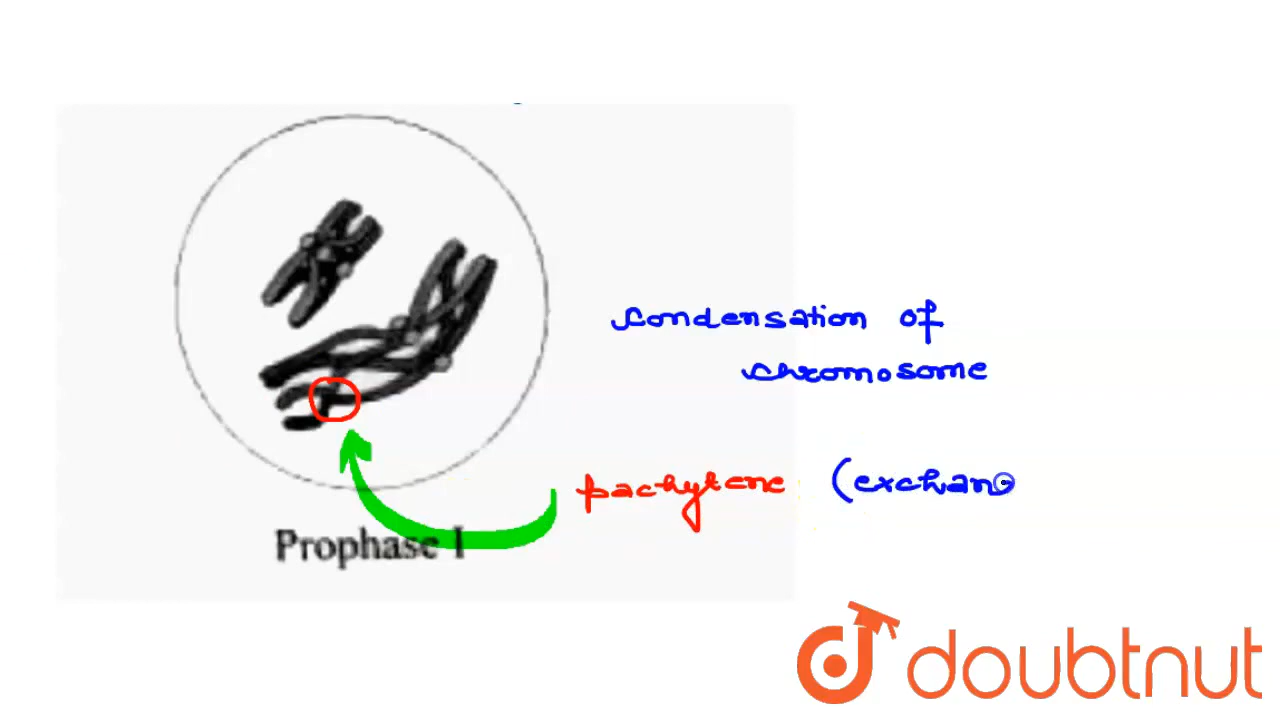 condensation of
chromosome
pachytene (exchan
Prophase I
doubtnut